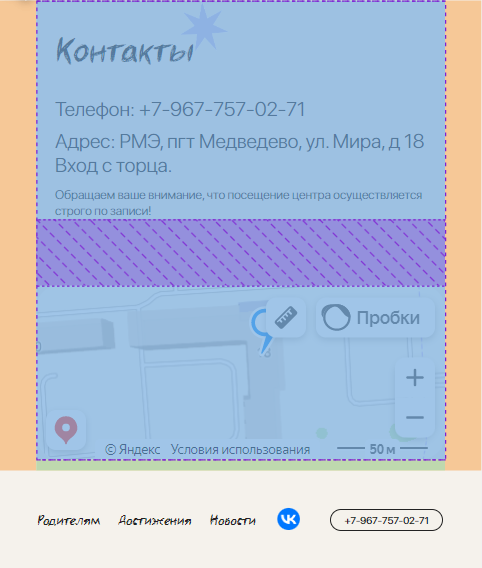 Контакты
Телефон: +7-967-757-02-71
Адрес: РМЭ, пгт Медведево, ул. Мира, д 18
Вход с торца.
Обращаем ваше внимание, что посещение центра осуществляется
строго по записи!
Пробки
© Яндекс Условия использования 50 м
Родителям Достижения Новости VK +7-967-757-02-71